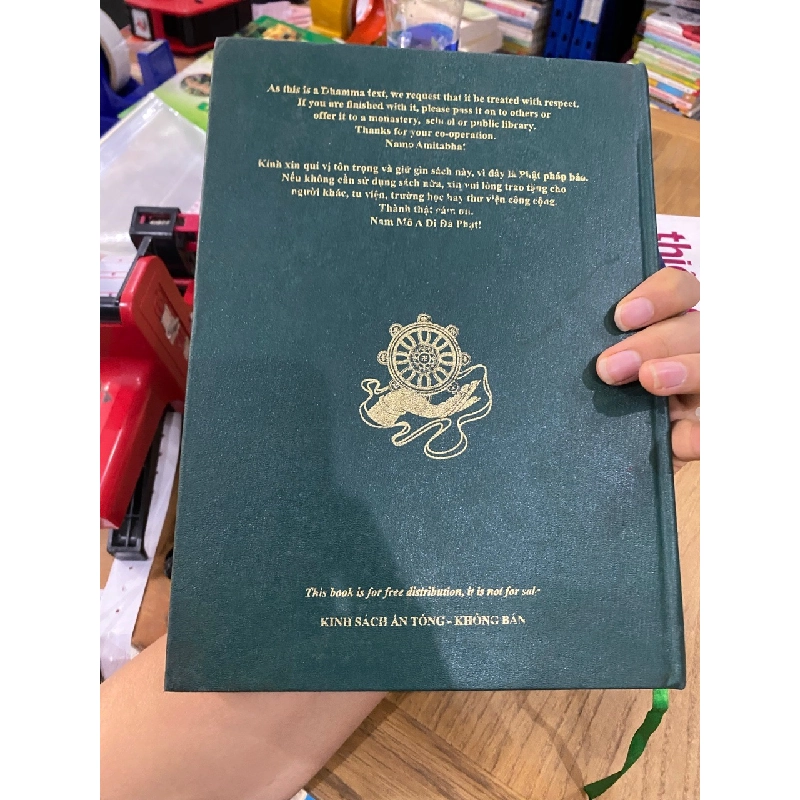 As this is a Dhamma text, we request that it be treated with respect.
If you are finished with it, please pass it on to others or
offer it to a monastery, school or public library.
Thanks for your co-operation.
Namo Amitabha!
Kính xin quí vị tôn trọng và giữ gìn sách này, vì đây là Phật pháp bảo.
Nếu không cần sử dụng sách nữa, xin vui lòng trao tặng cho
người khác, tu viện, trường học hay thư viện công cộng.
Thành thật cám ơn.
Nam Mô A Di Đà Phật!
This book is for free distribution, it is not for sale
KINH SÁCH ẤN TỐNG - KHÔNG BÁN